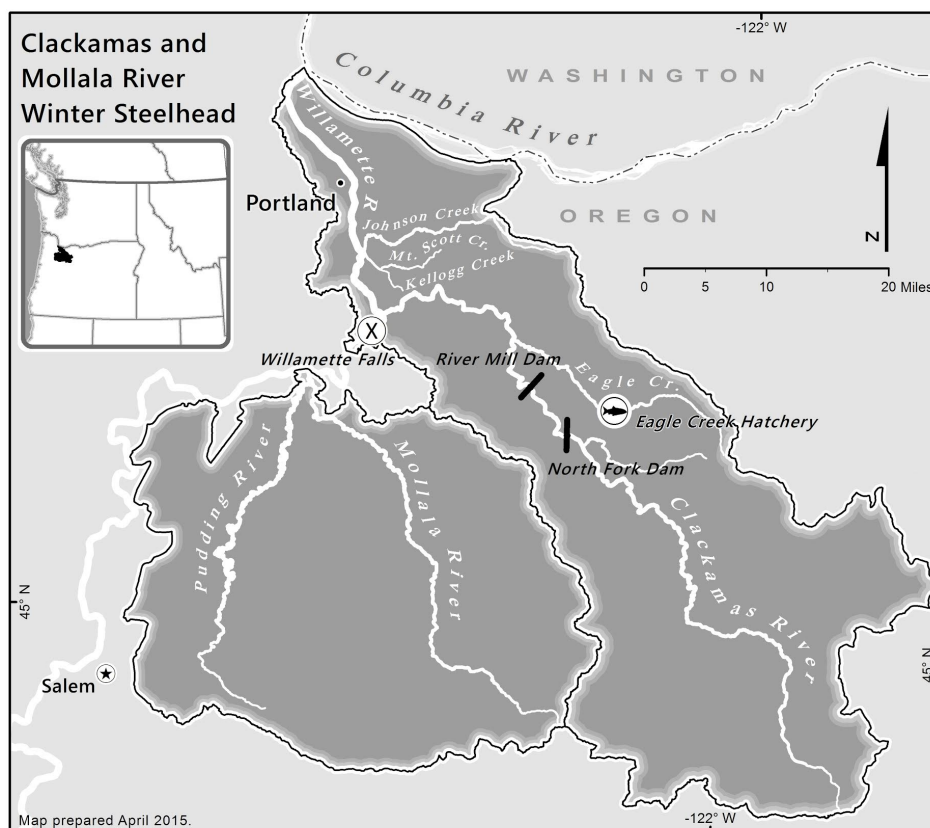 Clackamas and
Mollala River
Winter Steelhead
-122° W
WASHINGTON
Columbia River
OREGON
N
0 5 10 20 Miles
Willamette R
Portland
Johnson Creek
Mt. Scott Cr.
Kellogg Creek
X
Willamette Falls
River Mill Dam
Eagle Cr.
Eagle Creek Hatchery
North Fork Dam
Pudding River
Mollala River
Clackamas River
45° N
45° N
Salem
Map prepared April 2015.
-122° W